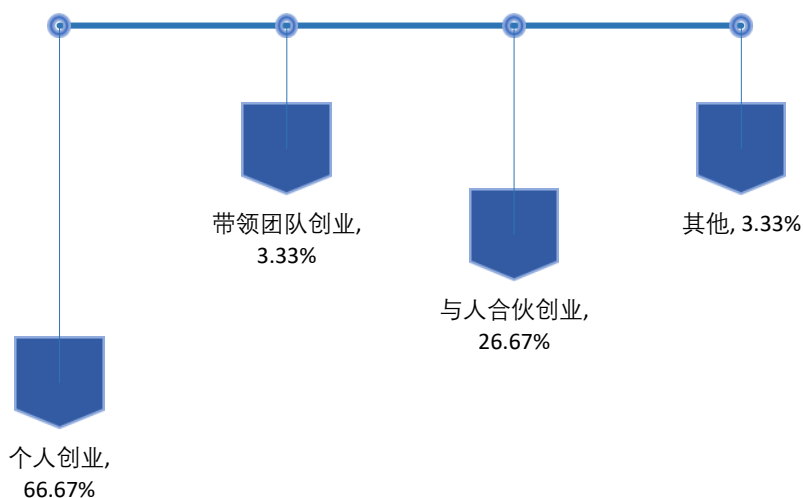 带领团队创业,
3.33%
其他, 3.33%
与人合伙创业,
26.67%
个人创业,
66.67%